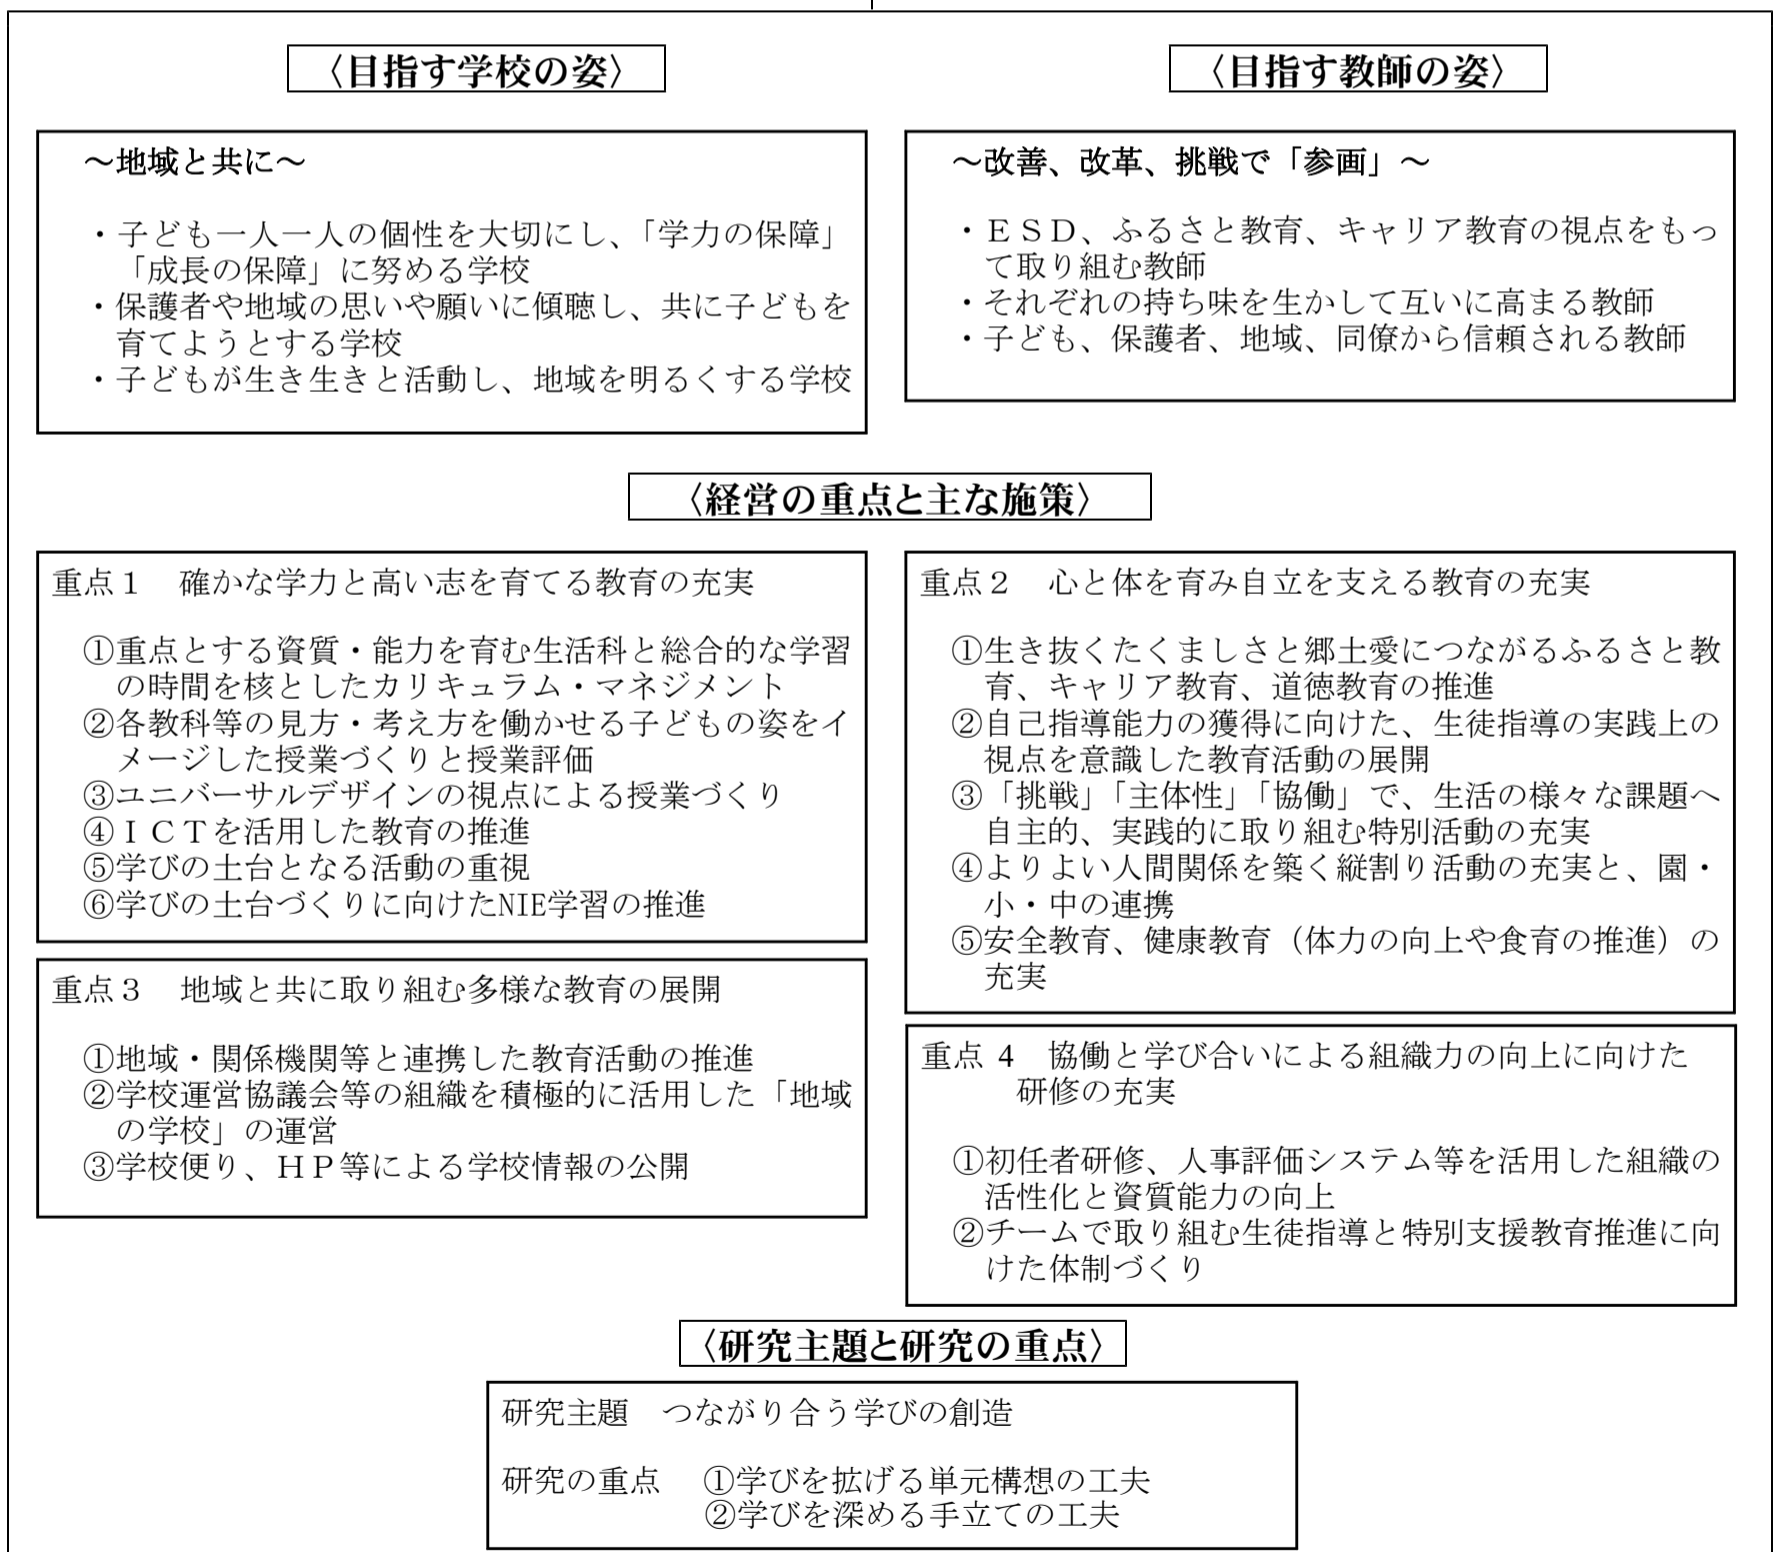 〈目指す学校の姿〉
～地域と共に～
・子ども一人一人の個性を大切にし、「学力の保障」
「成長の保障」に努める学校
・保護者や地域の思いや願いに傾聴し、共に子どもを
育てようとする学校
・子どもが生き生きと活動し、地域を明るくする学校
〈目指す教師の姿〉
～改善、改革、挑戦で「参画」～
・ＥＳＤ、ふるさと教育、キャリア教育の視点をもっ
て取り組む教師
・それぞれの持ち味を生かして互いに高まる教師
・子ども、保護者、地域、同僚から信頼される教師
〈経営の重点と主な施策〉
重点１　確かな学力と高い志を育てる教育の充実
①重点とする資質・能力を育む生活科と総合的な学習
の時間を核としたカリキュラム・マネジメント
②各教科等の見方・考え方を働かせる子どもの姿をイ
メージした授業づくりと授業評価
③ユニバーサルデザインの視点による授業づくり
④ＩＣＴを活用した教育の推進
⑤学びの土台となる活動の重視
⑥学びの土台づくりに向けたNIE学習の推進
重点２　心と体を育み自立を支える教育の充実
①生き抜くたくましさと郷土愛につながるふるさと教
育、キャリア教育、道徳教育の推進
②自己指導能力の獲得に向けた、生徒指導の実践上の
視点を意識した教育活動の展開
③「挑戦」「主体性」「協働」で、生活の様々な課題へ
自主的、実践的に取り組む特別活動の充実
④よりよい人間関係を築く縦割り活動の充実と、園・
小・中の連携
⑤安全教育、健康教育（体力の向上や食育の推進）の
充実
重点３　地域と共に取り組む多様な教育の展開
①地域・関係機関等と連携した教育活動の推進
②学校運営協議会等の組織を積極的に活用した「地域
の学校」の運営
③学校便り、ＨＰ等による学校情報の公開
重点 4　協働と学び合いによる組織力の向上に向けた
研修の充実
①初任者研修、人事評価システム等を活用した組織の
活性化と資質能力の向上
②チームで取り組む生徒指導と特別支援教育推進に向
けた体制づくり
〈研究主題と研究の重点〉
研究主題　つながり合う学びの創造
研究の重点　①学びを拡げる単元構想の工夫
②学びを深める手立ての工夫